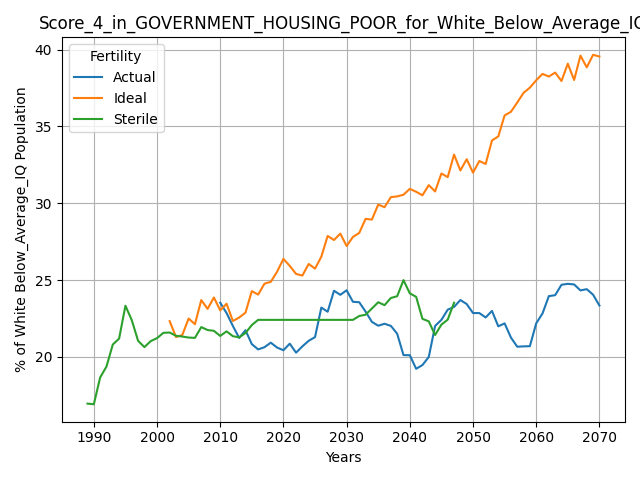 Score_4_in_GOVERNMENT_HOUSING_POOR_for_White_Below_Average_IQ
Fertility
Actual
Ideal
Sterile
40
35
30
25
20
% of White Below_Average_IQ Population
1990 2000 2010 2020 2030 2040 2050 2060 2070
Years